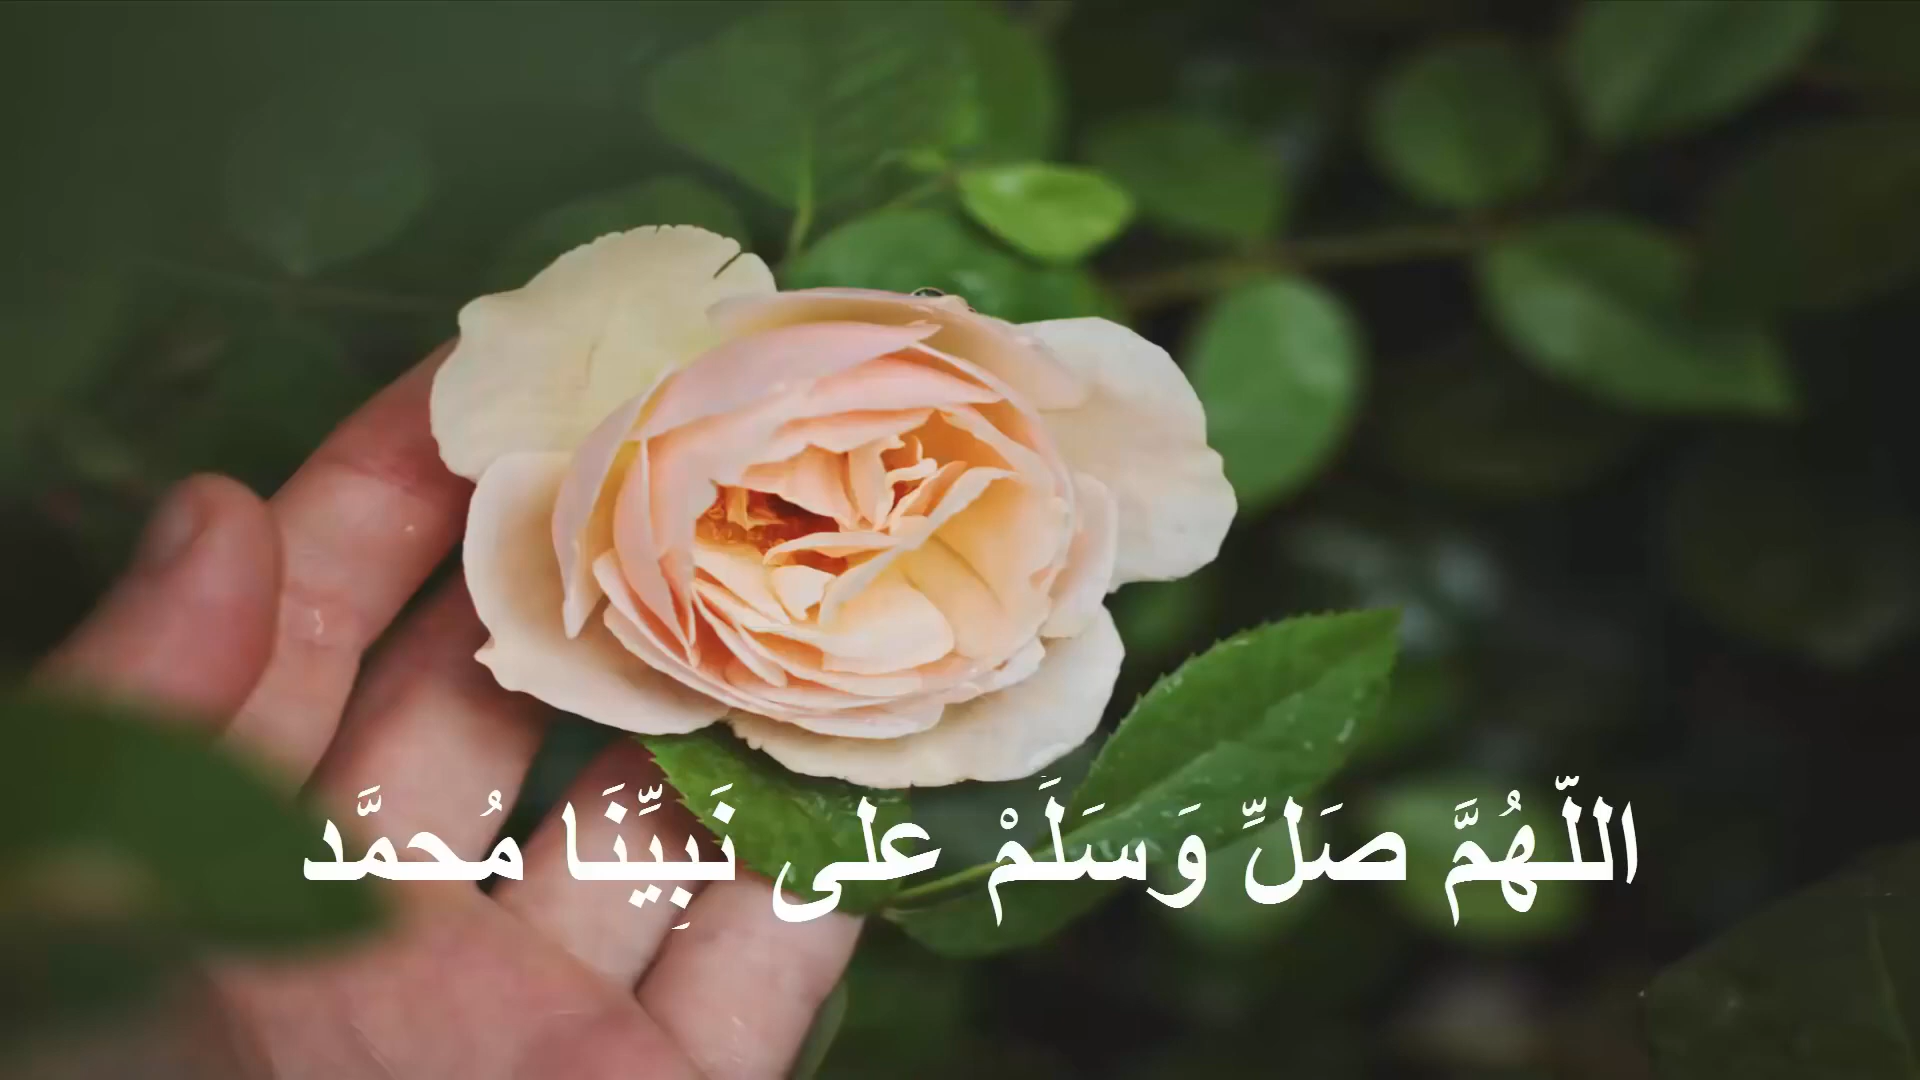 اللّهُمَّ صَلِّ وَسَلَّمْ على نَبِيِّنَا مُحمَّد